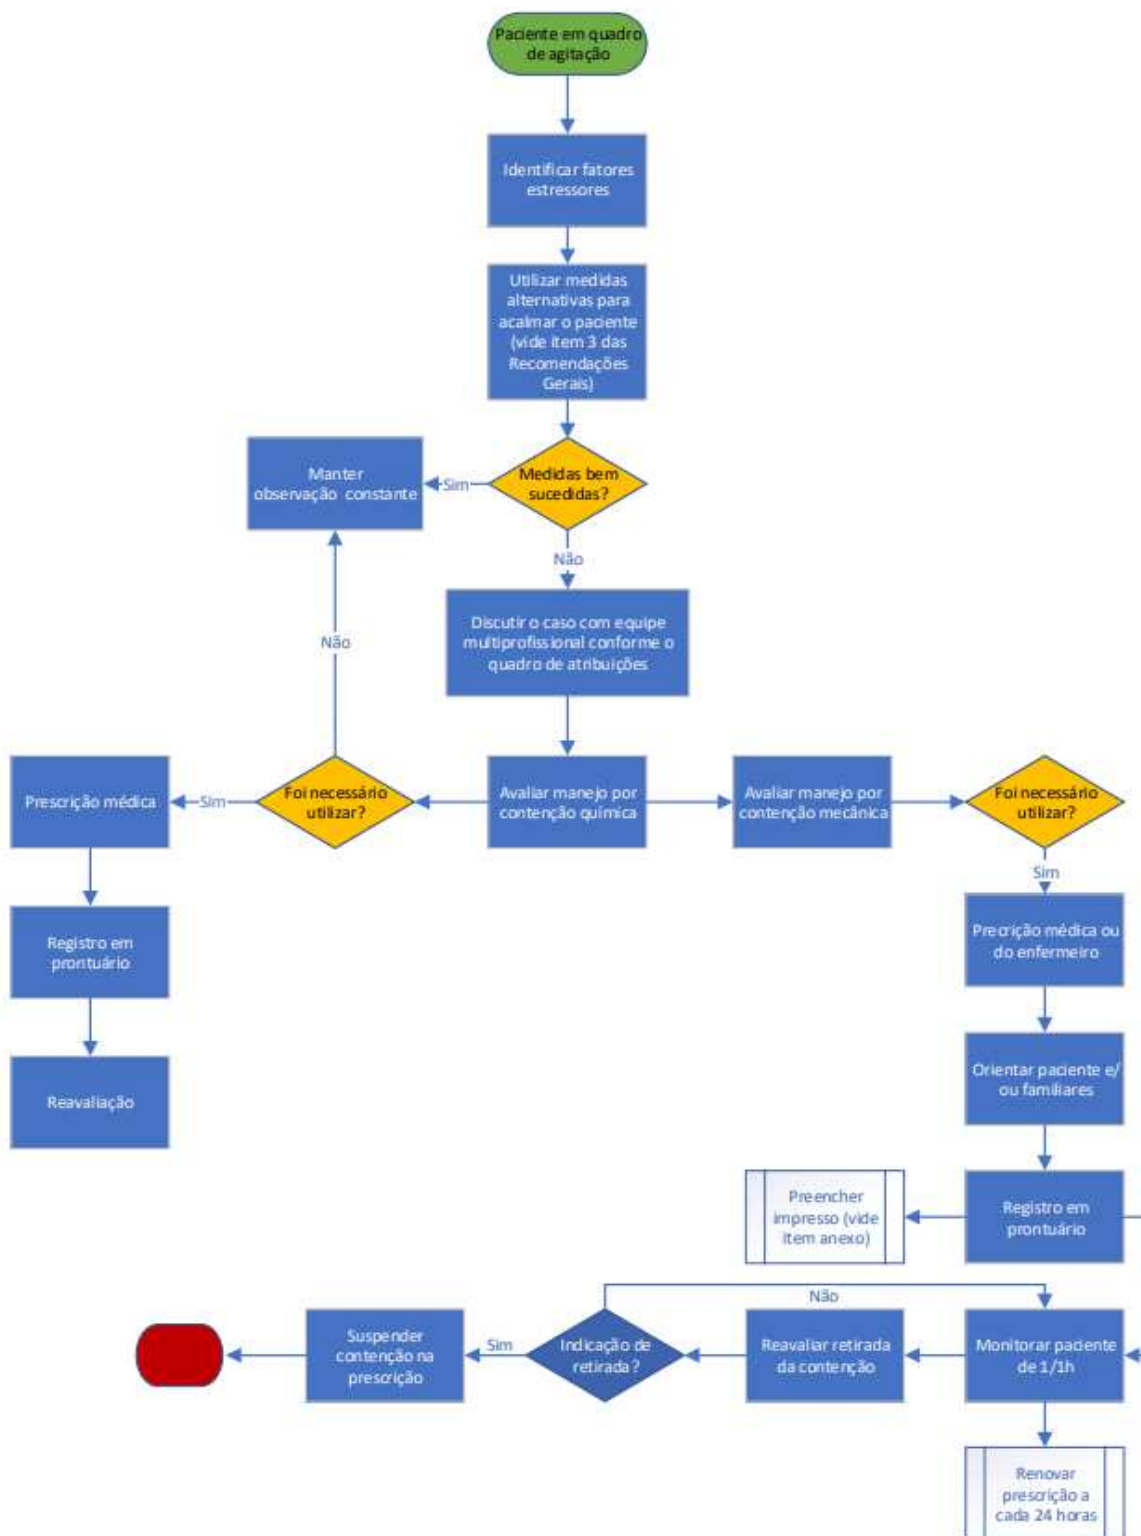 Paciente em quadro
de agitação
Identificar fatores
estressores
Utilizar medidas
alternativas para
acalmar o paciente
(vide item 3 das
Recomendações
Gerais)
Medidas bem
sucedidas?
Sim
Manter
observação constante
Não
Discutir o caso com equipe
multiprofissional conforme o
quadro de atribuições
Não
Avaliar manejo por
contenção química
Foi necessário
utilizar?
Sim
Prescrição médica
Registro em
prontuário
Reavaliação
Avaliar manejo por
contenção mecânica
Foi necessário
utilizar?
Sim
Precrição médica ou
do enfermeiro
Orientar paciente e/
ou familiares
Registro em
prontuário
Preencher
impresso (vide
item anexo)
Monitorar paciente
de 1/1h
Reavaliar retirada
da contenção
Indicação de
retirada?
Não
Sim
Suspender
contenção na
prescrição
Renovar
prescrição a
cada 24 horas